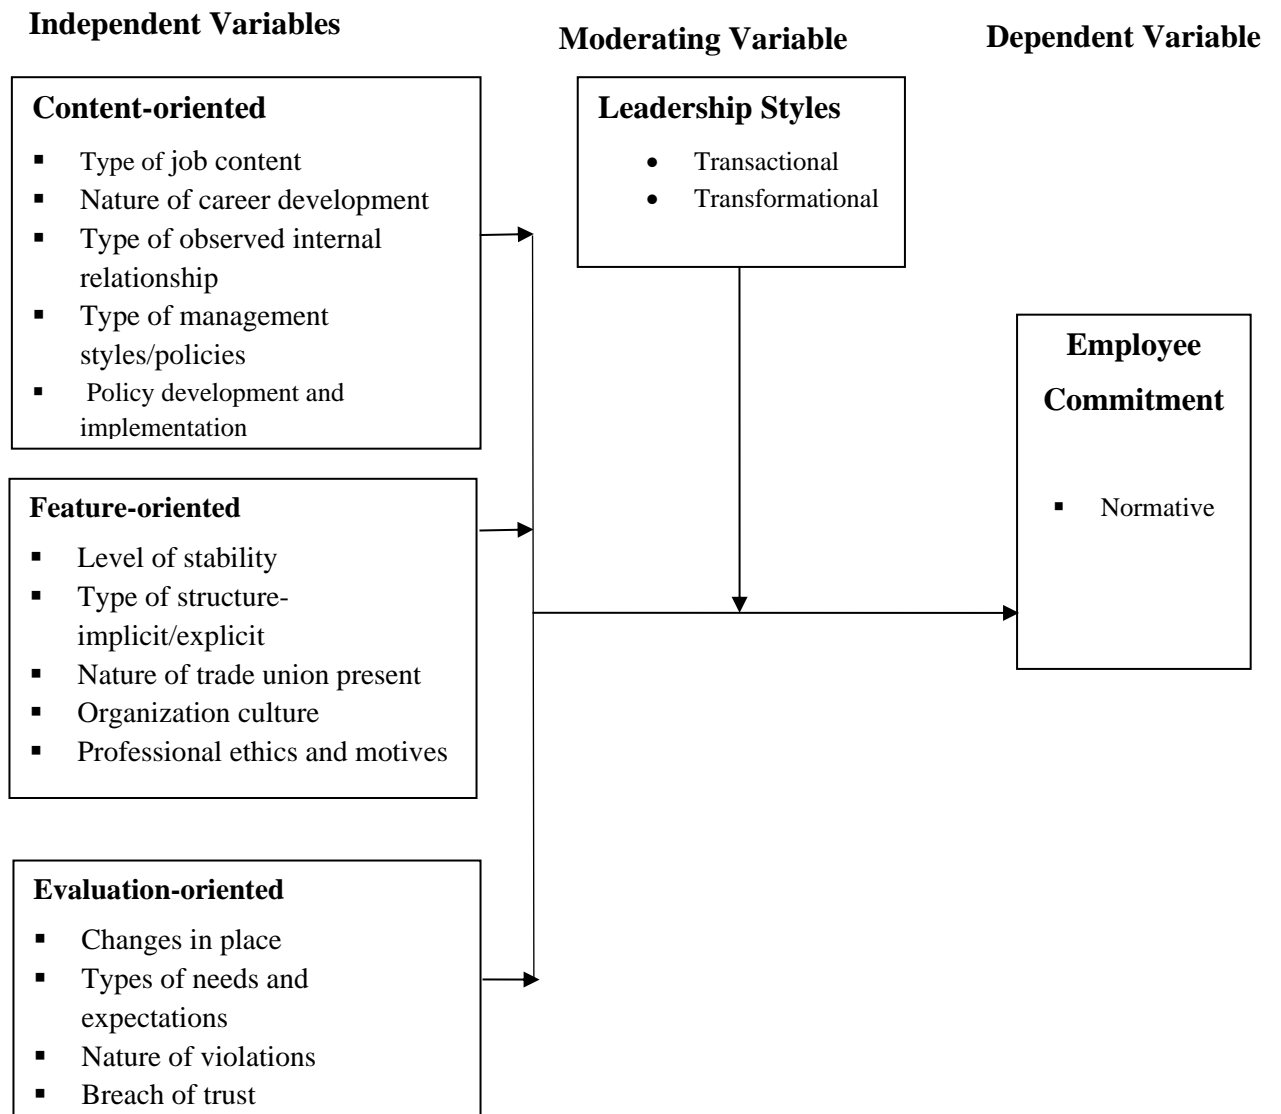 Independent Variables
Moderating Variable
Dependent Variable
Content-oriented
▪ Type of job content
▪ Nature of career development
▪ Type of observed internal
relationship
▪ Type of management
styles/policies
▪ Policy development and
implementation
Leadership Styles
• Transactional
• Transformational
Employee
Commitment
▪ Normative
Feature-oriented
▪ Level of stability
▪ Type of structure-
implicit/explicit
▪ Nature of trade union present
▪ Organization culture
▪ Professional ethics and motives
Evaluation-oriented
▪ Changes in place
▪ Types of needs and
expectations
▪ Nature of violations
▪ Breach of trust